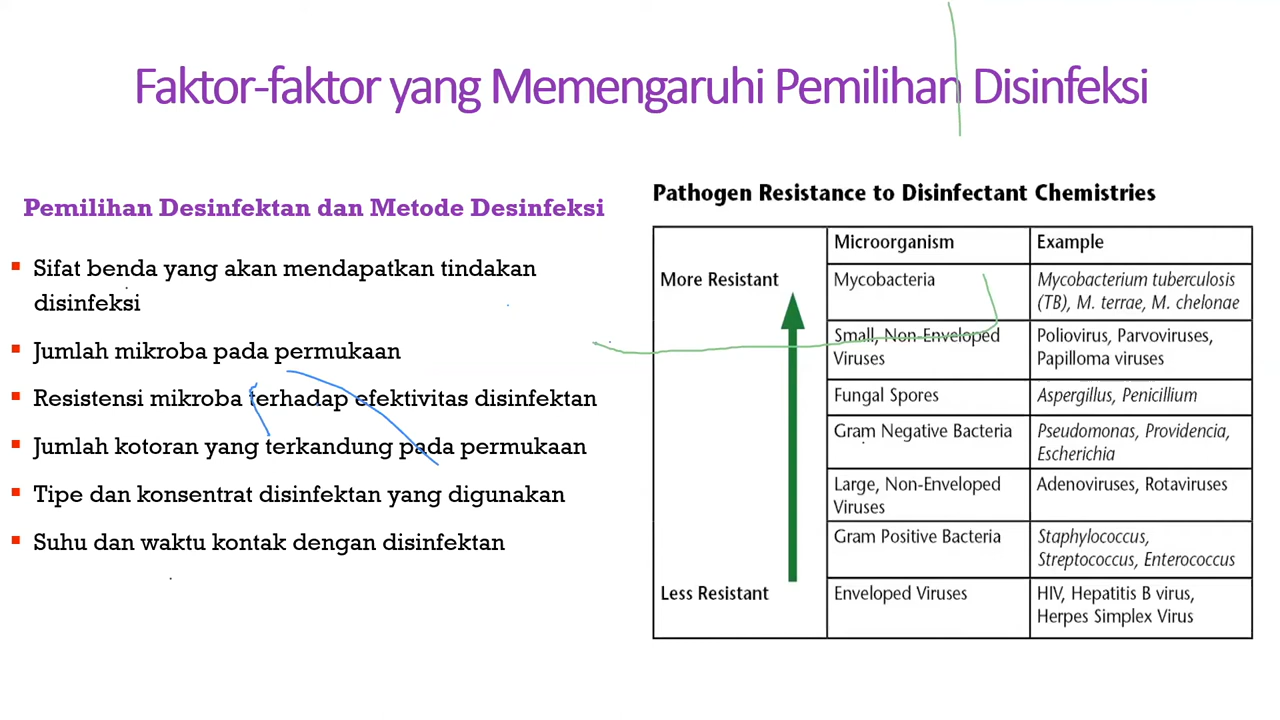 Faktor-faktor yang Memengaruhi Pemilihan Disinfeksi
Pemilihan Desinfektan dan Metode Desinfeksi
Sifat benda yang akan mendapatkan tindakan
disinfeksi
Jumlah mikroba pada permukaan
Resistensi mikroba terhadap efektivitas disinfektan
Jumlah kotoran yang terkandung pada permukaan
Tipe dan konsentrat disinfektan yang digunakan
Suhu dan waktu kontak dengan disinfektan
Pathogen Resistance to Disinfectant Chemistries
Microorganism
Example
More Resistant
Mycobacteria
Mycobacterium tuberculosis
(TB), M. terrae, M. chelonae
Small, Non-Enveloped
Viruses
Poliovirus, Parvoviruses,
Papilloma viruses
Fungal Spores
Aspergillus, Penicillium
Gram Negative Bacteria
Pseudomonas, Providencia,
Escherichia
Large, Non-Enveloped
Viruses
Adenoviruses, Rotaviruses
Gram Positive Bacteria
Staphylococcus,
Streptococcus, Enterococcus
Less Resistant
Enveloped Viruses
HIV, Hepatitis B virus,
Herpes Simplex Virus